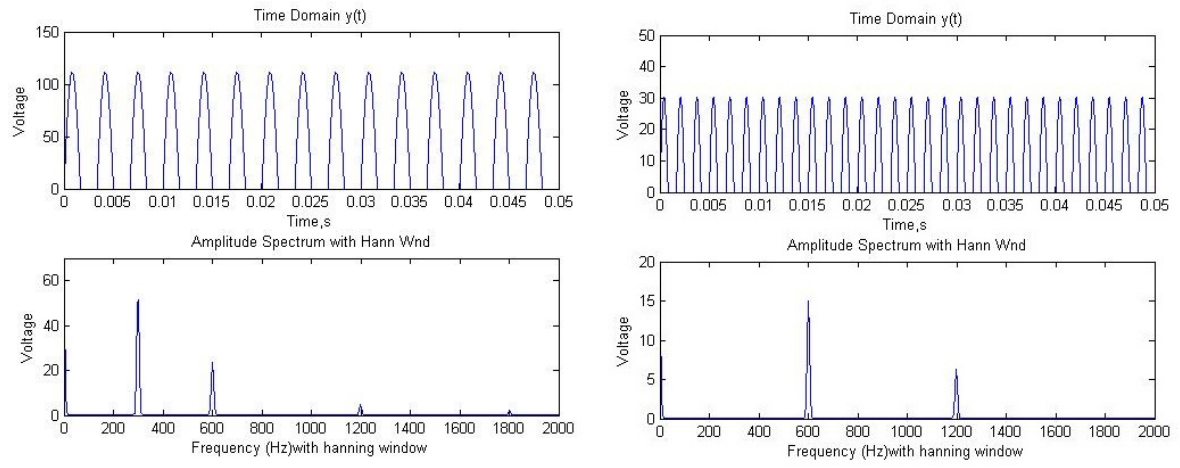 Time Domain y(t)
150
100
50
0
Voltage
0 0.005 0.01 0.015 0.02 0.025 0.03 0.035 0.04 0.045 0.05
Time,s
Amplitude Spectrum with Hann Wnd
60
40
20
0
Voltage
0 200 400 600 800 1000 1200 1400 1600 1800 2000
Frequency (Hz)with hanning window
Time Domain y(t)
50
40
30
20
10
0
Voltage
0 0.005 0.01 0.015 0.02 0.025 0.03 0.035 0.04 0.045 0.05
Time,s
Amplitude Spectrum with Hann Wnd
20
15
10
5
0
Voltage
0 200 400 600 800 1000 1200 1400 1600 1800 2000
Frequency (Hz)with hanning window